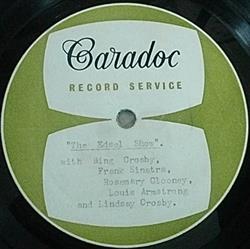 Caradoc
RECORD SERVICE
"The Edsel Show".
with Bing Crosby,
Frank Sinatra,
Rosemary Clooney,
Louis Armstrong
and Lindsay Crosby.